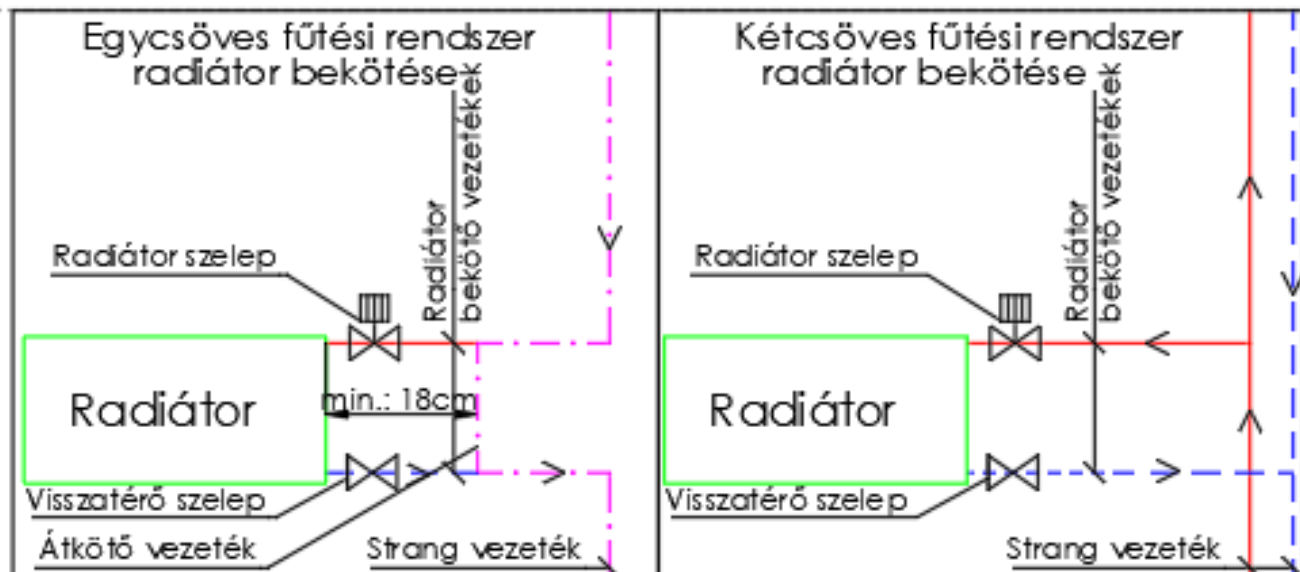 Egycsöves fűtési rendszer
radiátor bekötése
Radiátor
bekötő vezetékek
Radiátor szelep
Radiátor
min.: 18cm
Visszatérő szelep
Átkötő vezeték
Strang vezeték
Kétcsöves fűtési rendszer
radiátor bekötése
Radiátor
bekötő vezetékek
Radiátor szelep
Radiátor
Visszatérő szelep
Strang vezeték